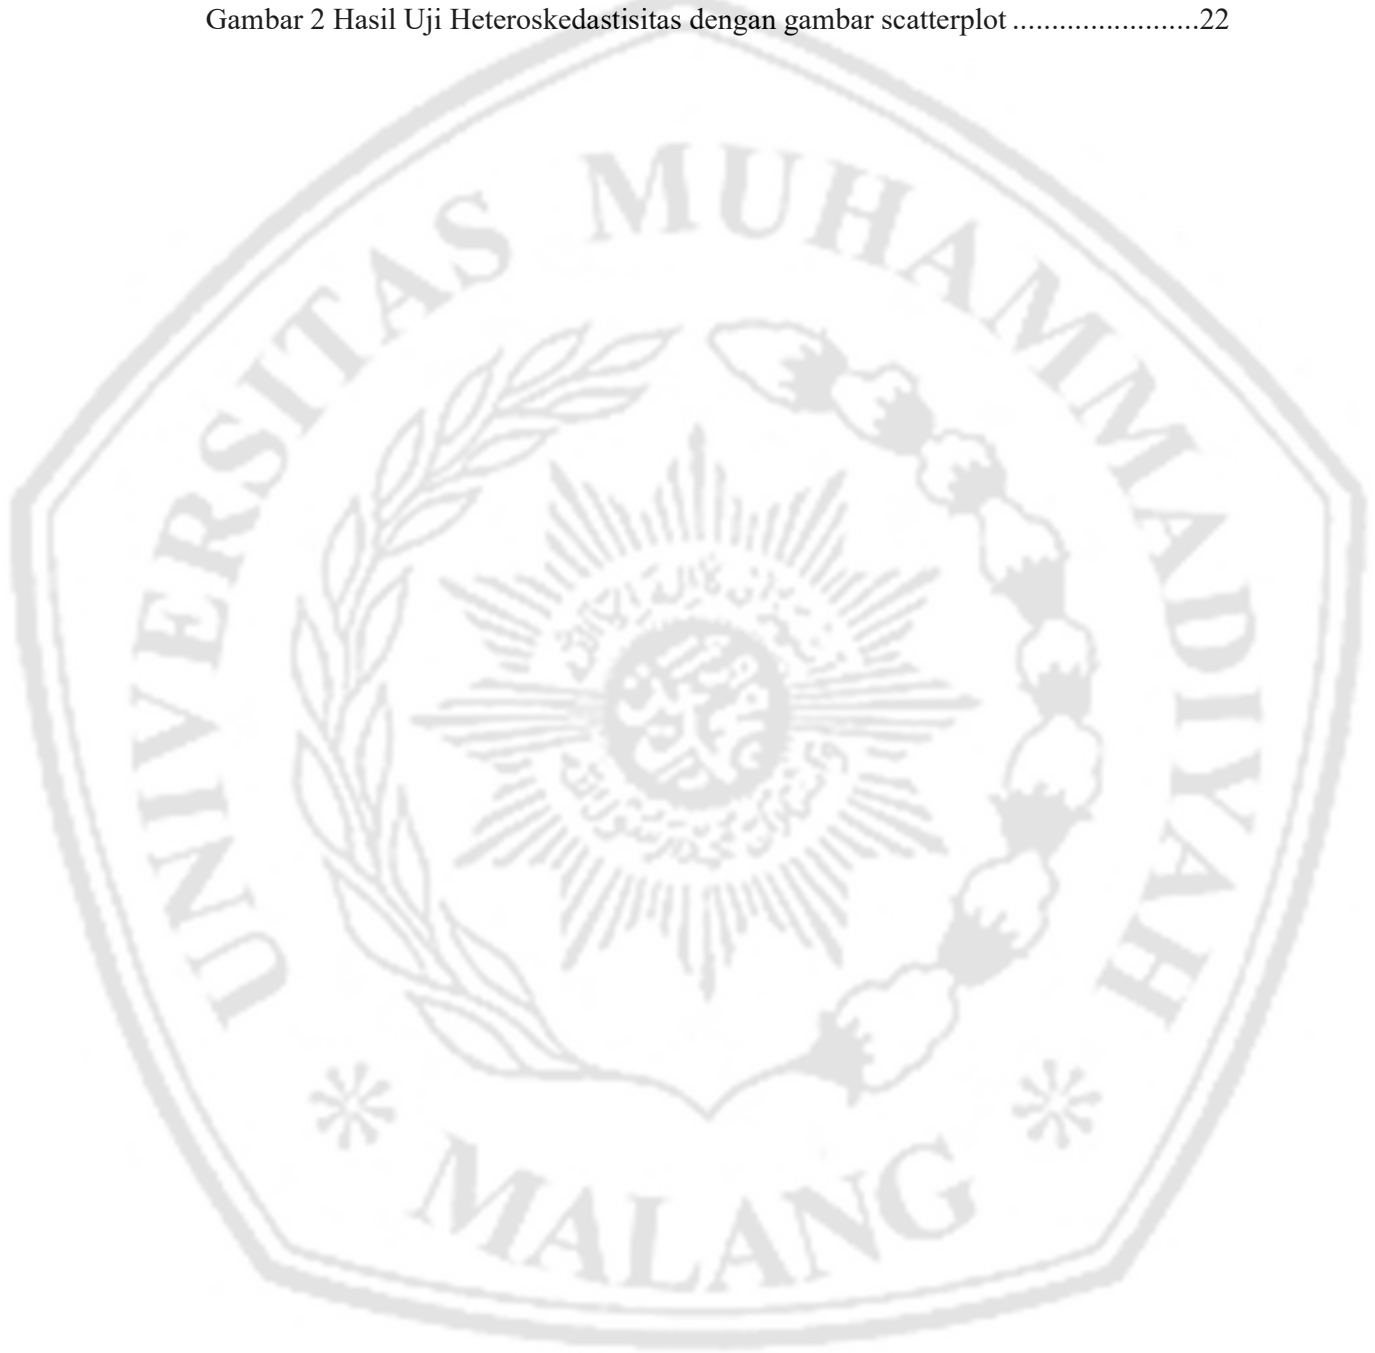 Gambar 2 Hasil Uji Heteroskedastisitas dengan gambar scatterplot ........................22
UNIVERSITAS MUHAMMADIYAH
MALANG